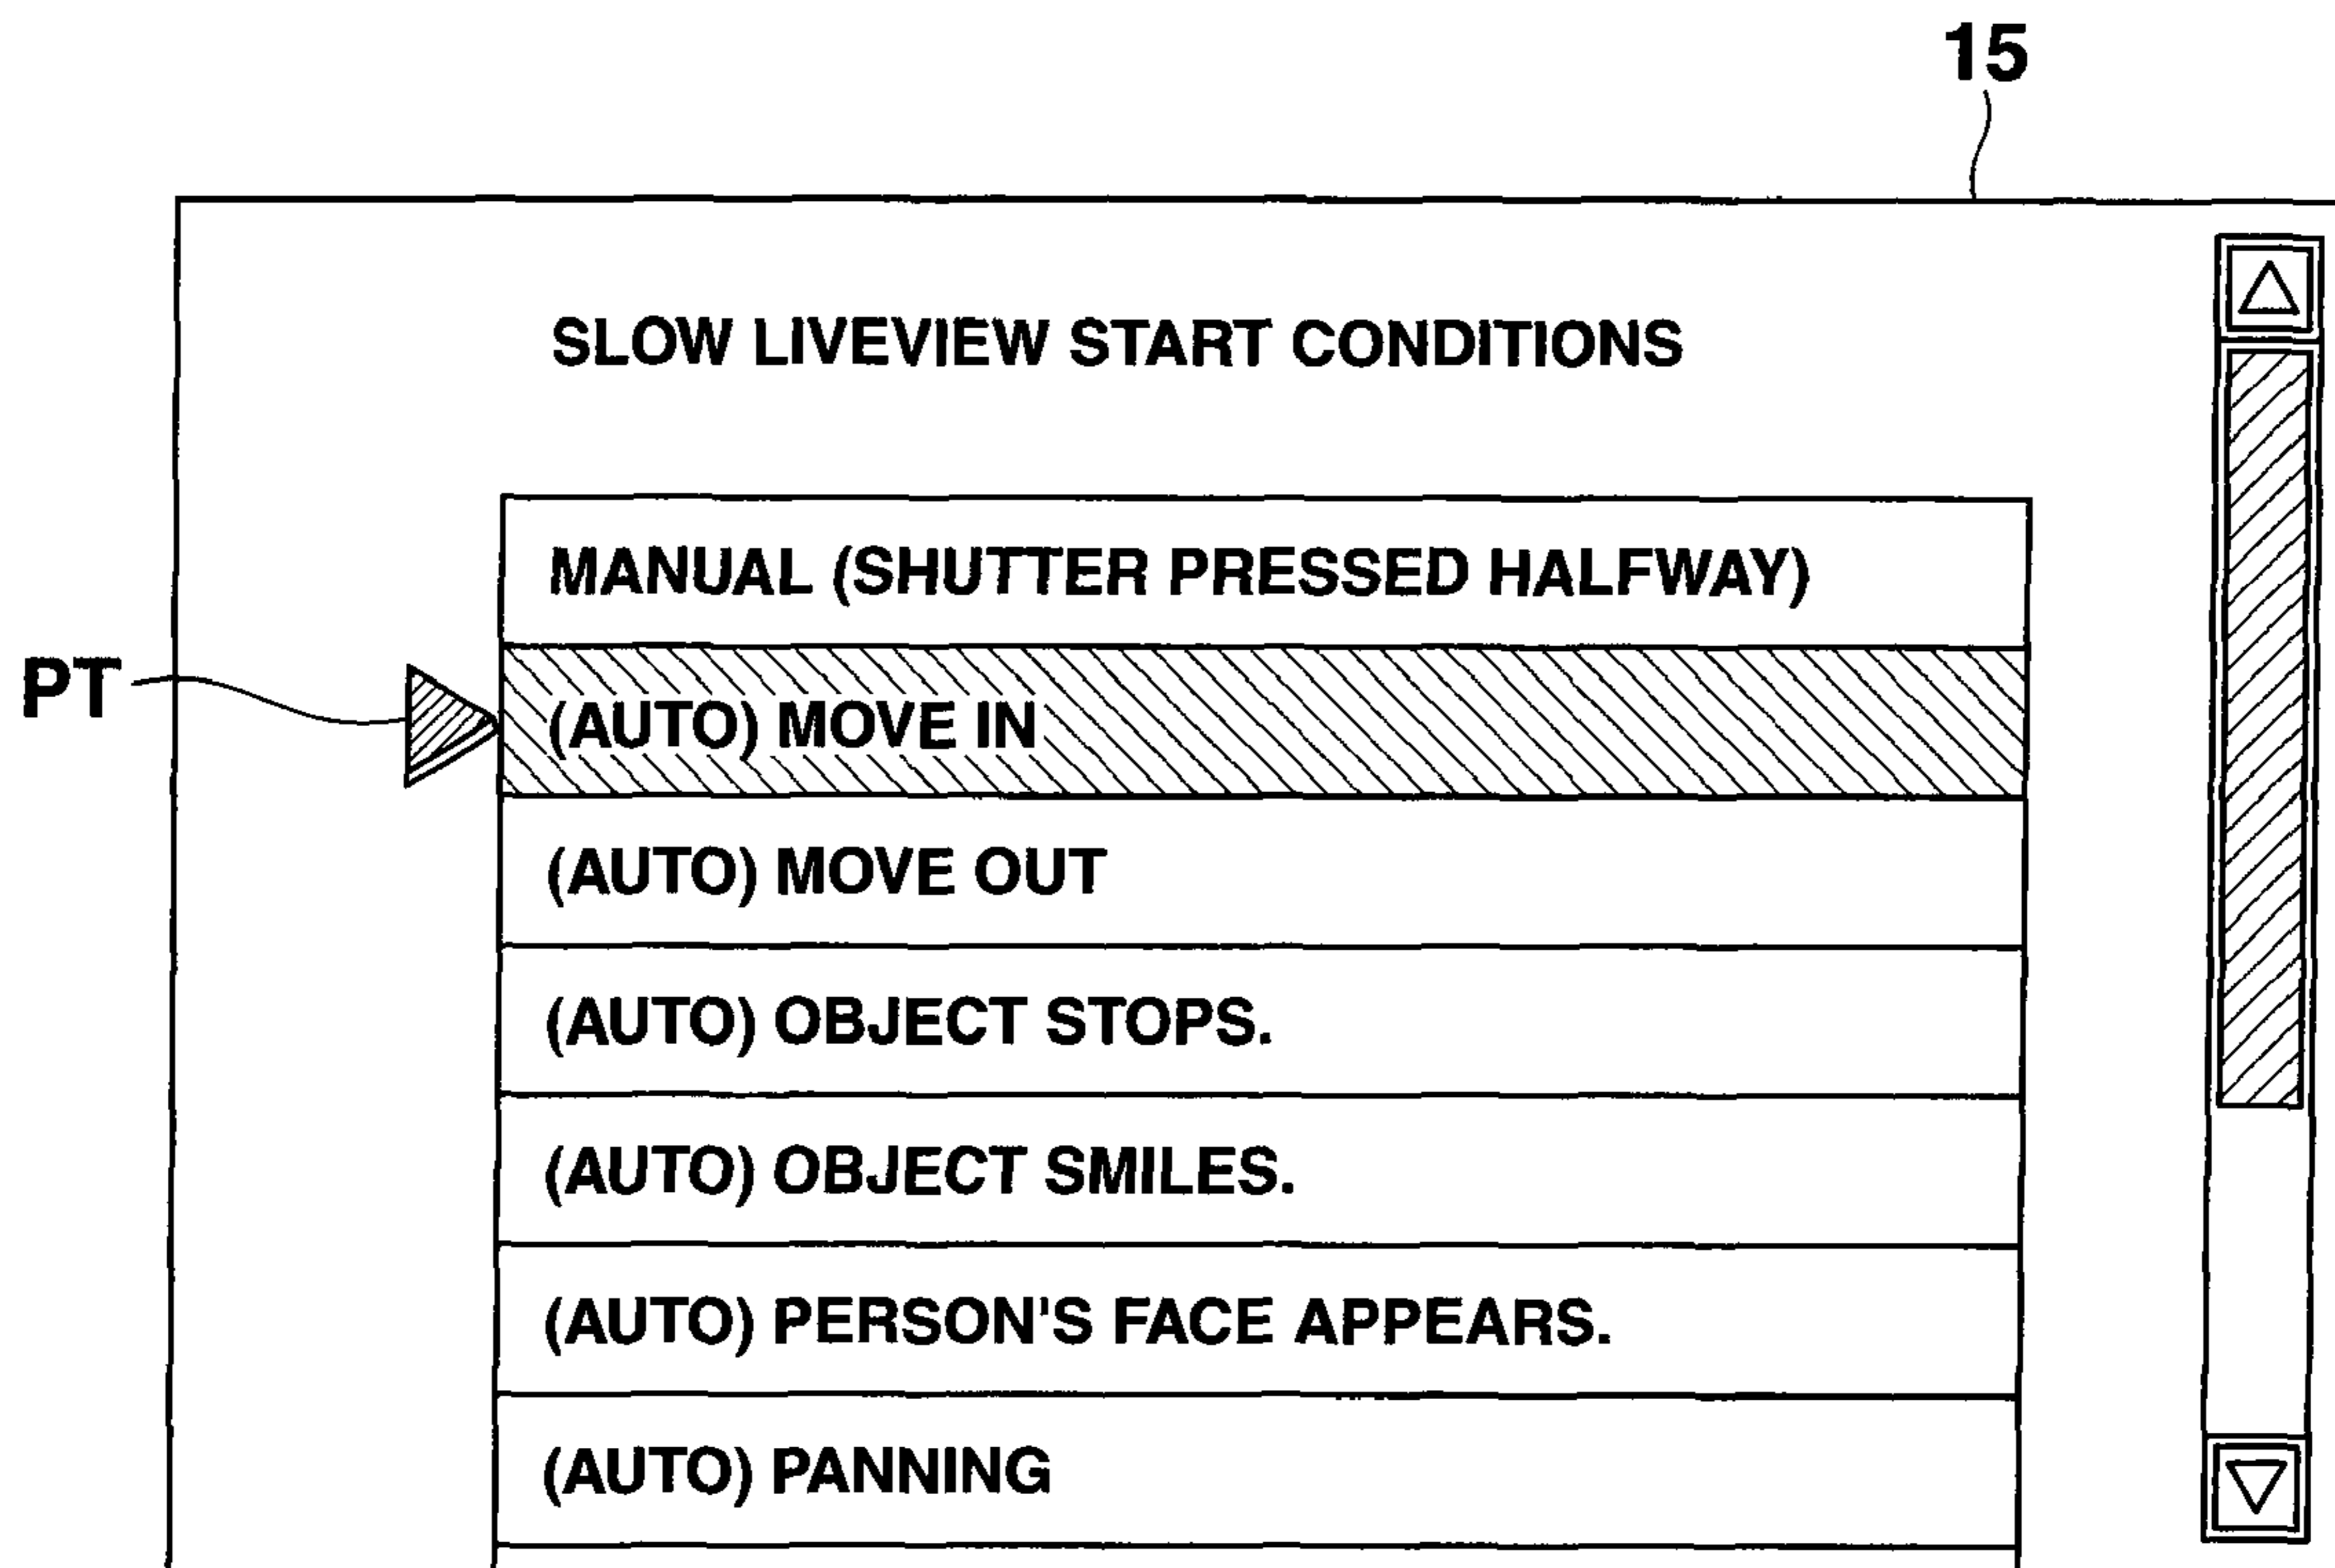 15
SLOW LIVEVIEW START CONDITIONS
MANUAL (SHUTTER PRESSED HALFWAY)
PT
(AUTO) MOVE IN
(AUTO) MOVE OUT
(AUTO) OBJECT STOPS.
(AUTO) OBJECT SMILES.
(AUTO) PERSON'S FACE APPEARS.
(AUTO) PANNING